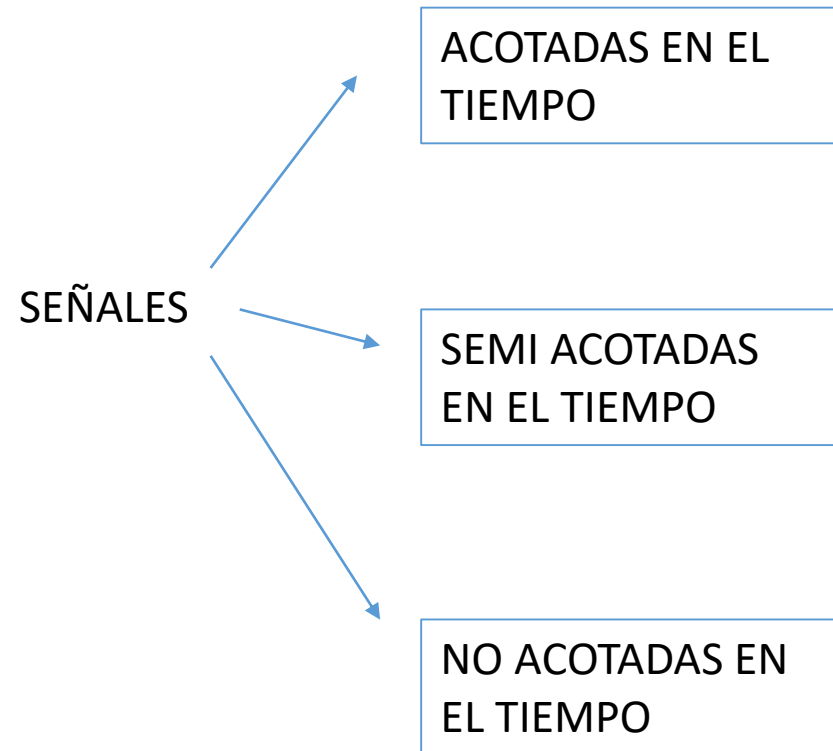 ACOTADAS EN EL
TIEMPO
SEÑALES
SEMI ACOTADAS
EN EL TIEMPO
NO ACOTADAS EN
EL TIEMPO